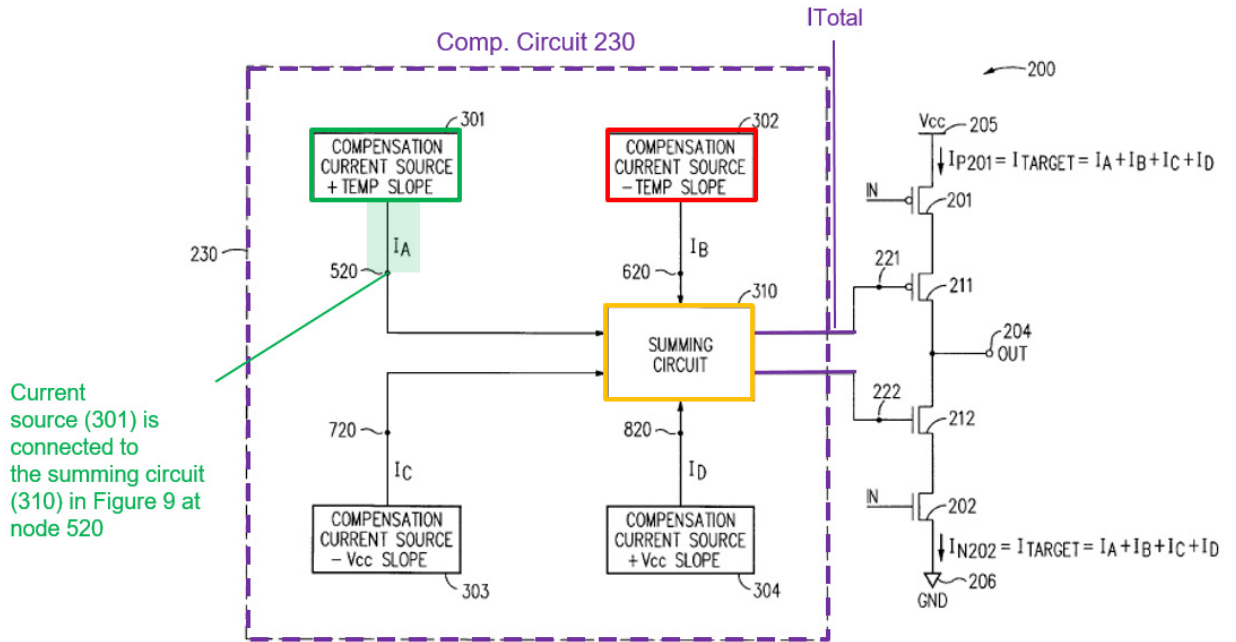 ITotal
Comp. Circuit 230
200
301
302
COMPENSATION
CURRENT SOURCE
+ TEMP SLOPE
COMPENSATION
CURRENT SOURCE
− TEMP SLOPE
Vcc
205
IP201 = ITARGET = IA + IB + IC + ID
IN
201
230
IA
520
IB
620
310
SUMMING
CIRCUIT
221
211
204
OUT
Current
source (301) is
connected to
the summing circuit
(310) in Figure 9 at
node 520
720
IC
820
ID
222
212
IN
202
COMPENSATION
CURRENT SOURCE
− Vcc SLOPE
303
COMPENSATION
CURRENT SOURCE
+ Vcc SLOPE
304
IN202 = ITARGET = IA + IB + IC + ID
206
GND